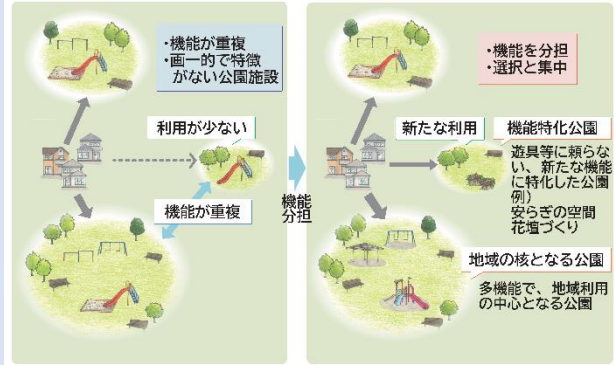 ・機能が重複
・画一的で特徴
がない公園施設
利用が少ない
機能が重複
機能
分担
・機能を分担
・選択と集中
新たな利用
機能特化公園
遊具等に頼らな
い、新たな機能
に特化した公園
例)
安らぎの空間
花壇づくり
地域の核となる公園
多機能で、地域利用
の中心となる公園